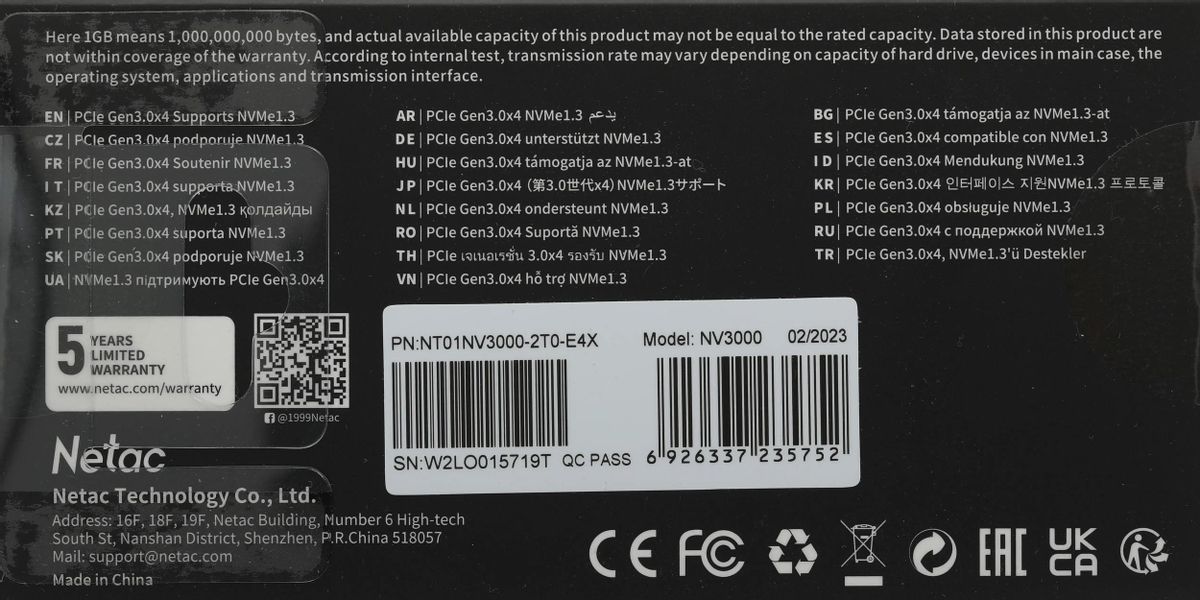 Here 1GB means 1,000,000,000 bytes, and actual available capacity of this product may not be equal to the rated capacity. Data stored in this product are
not within coverage of the warranty. According to internal test, transmission rate may vary depending on capacity of hard drive, devices in main case, the
operating system, applications and transmission interface.
EN | PCIe Gen3.0x4 Supports NVMe1.3
CZ | PCIe Gen3.0x4 podporuje NVMe1.3
FR | PCIe Gen3.0x4 Soutenir NVMe1.3
IT | PCIe Gen3.0x4 supporta NVMe1.3
KZ | PCIe Gen3.0x4, NVMe1.3 қолдайды
PT | PCIe Gen3.0x4 suporta NVMe1.3
SK | PCIe Gen3.0x4 podporuje NVMe1.3
UA | NVMe1.3 підтримують PCIe Gen3.0x4
AR | PCIe Gen3.0x4 NVMe1.3 يدعم
DE | PCIe Gen3.0x4 unterstützt NVMe1.3
HU | PCIe Gen3.0x4 támogatja az NVMe1.3-at
JP | PCIe Gen3.0x4 (第3.0世代x4) NVMe1.3サポート
NL | PCIe Gen3.0x4 ondersteunt NVMe1.3
RO | PCIe Gen3.0x4 Suportă NVMe1.3
TH | PCIe เจเนอเรชั่น 3.0x4 รองรับ NVMe1.3
VN | PCIe Gen3.0x4 hỗ trợ NVMe1.3
BG | PCIe Gen3.0x4 támogatja az NVMe1.3-at
ES | PCIe Gen3.0x4 compatible con NVMe1.3
ID | PCIe Gen3.0x4 Mendukung NVMe1.3
KR | PCIe Gen3.0x4 인터페이스 지원NVMe1.3 프로토콜
PL | PCIe Gen3.0x4 obsługuje NVMe1.3
RU | PCIe Gen3.0x4 с поддержкой NVMe1.3
TR | PCIe Gen3.0x4, NVMe1.3'ü Destekler
5 YEARS
LIMITED
WARRANTY
www.netac.com/warranty
@1999Netac
PN:NT01NV3000-2T0-E4X
Model: NV3000 02/2023
SN:W2LO015719T QC PASS
6 926337 235752
Netac
Netac Technology Co., Ltd.
Address: 16F, 18F, 19F, Netac Building, Mumber 6 High-tech
South St, Nanshan District, Shenzhen, P.R.China 518057
Mail: support@netac.com
Made in China
CE FC EAC UK
CA